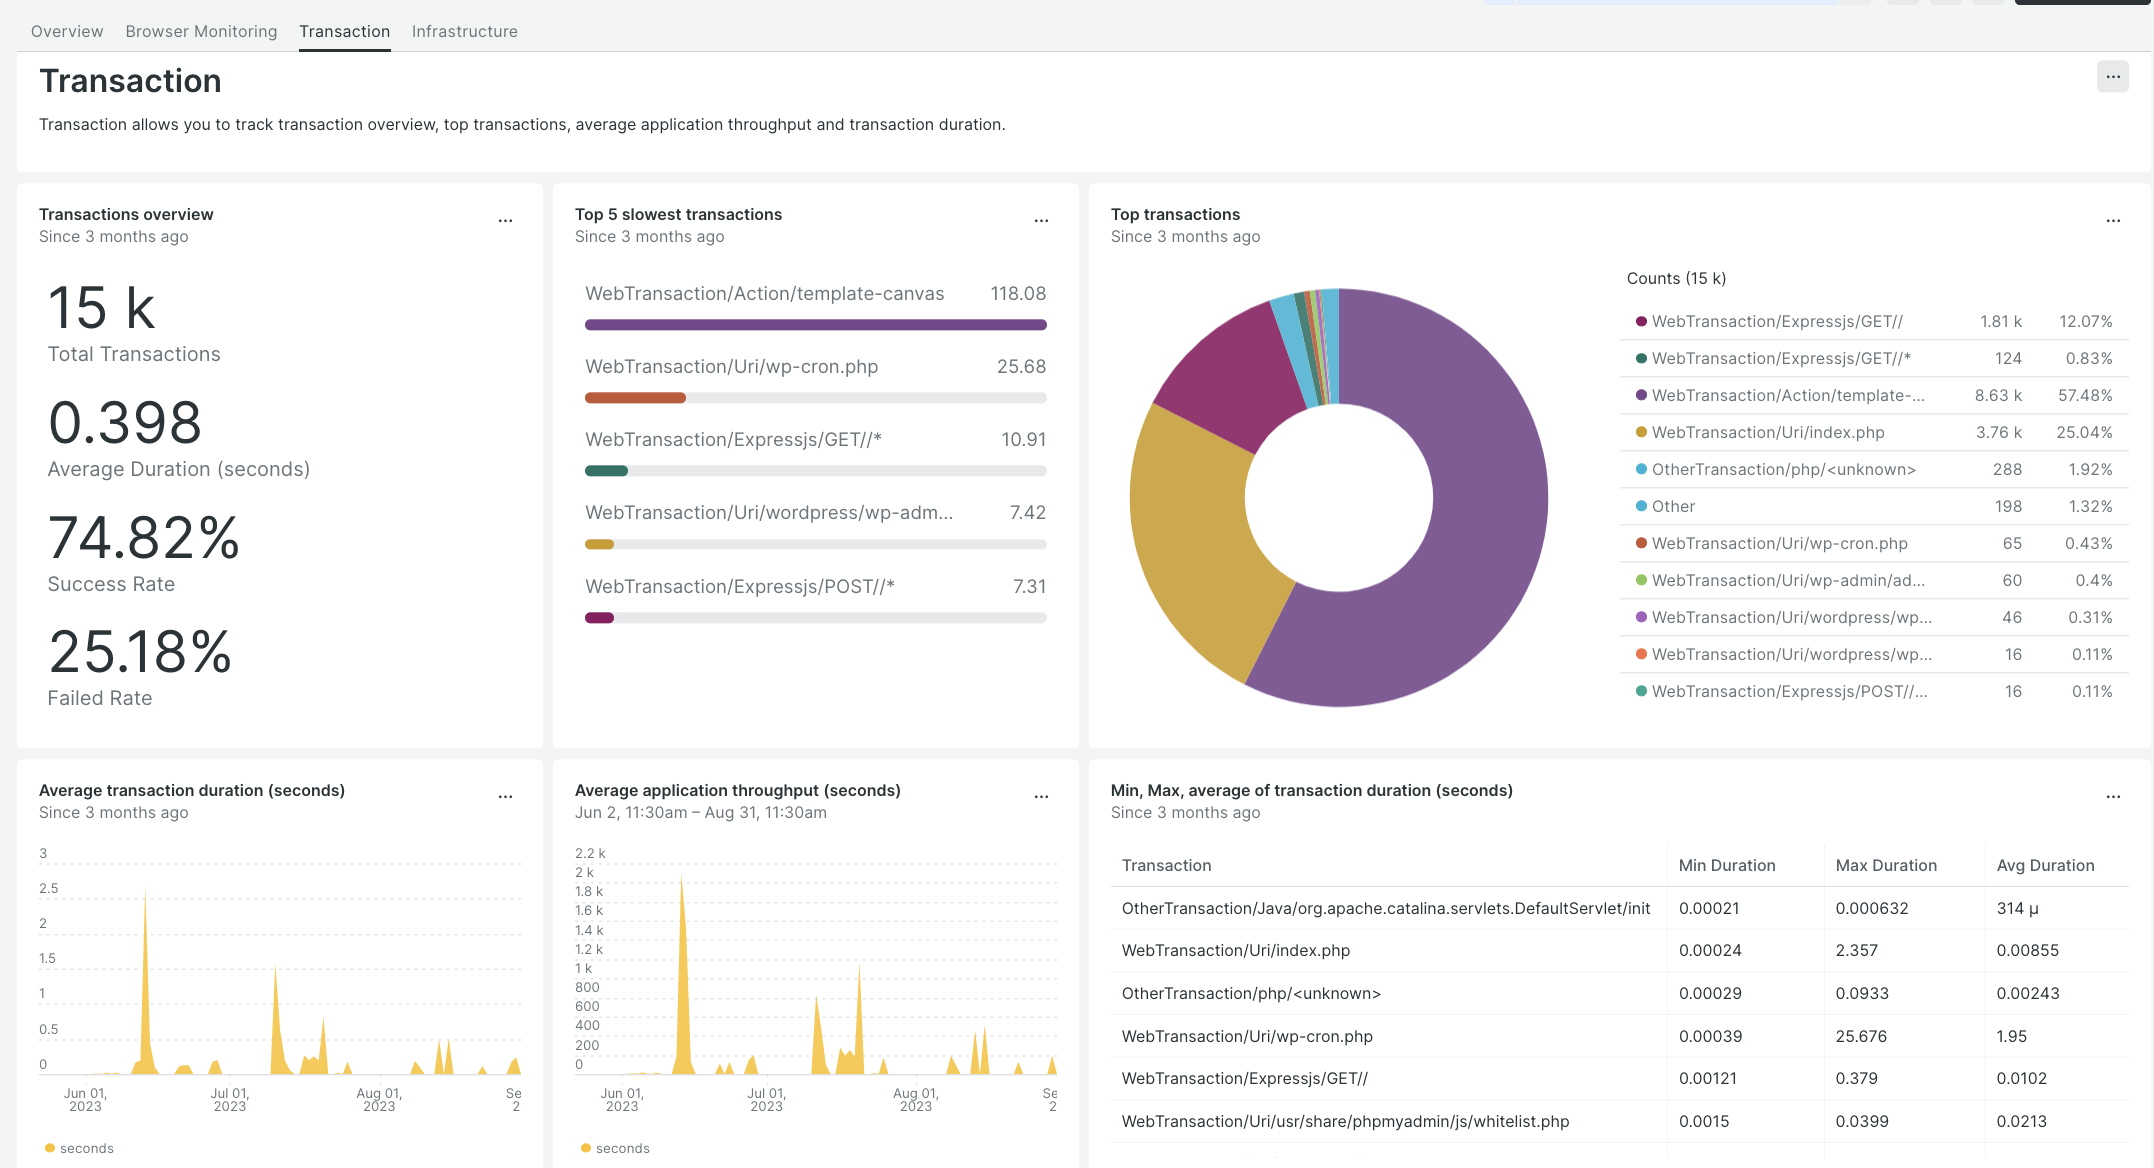 Overview Browser Monitoring Transaction Infrastructure
Transaction
...
Transaction allows you to track transaction overview, top transactions, average application throughput and transaction duration.
Transactions overview ...
Since 3 months ago
15 k
Total Transactions
0.398
Average Duration (seconds)
74.82%
Success Rate
25.18%
Failed Rate
Top 5 slowest transactions ...
Since 3 months ago
WebTransaction/Action/template-canvas 118.08
WebTransaction/Uri/wp-cron.php 25.68
WebTransaction/Expressjs/GET//* 10.91
WebTransaction/Uri/wordpress/wp-adm... 7.42
WebTransaction/Expressjs/POST//* 7.31
Top transactions ...
Since 3 months ago
Counts (15 k)
WebTransaction/Expressjs/GET// 1.81 k 12.07%
WebTransaction/Expressjs/GET//* 124 0.83%
WebTransaction/Action/template-... 8.63 k 57.48%
WebTransaction/Uri/index.php 3.76 k 25.04%
OtherTransaction/php/<unknown> 288 1.92%
Other 198 1.32%
WebTransaction/Uri/wp-cron.php 65 0.43%
WebTransaction/Uri/wp-admin/ad... 60 0.4%
WebTransaction/Uri/wordpress/wp... 46 0.31%
WebTransaction/Uri/wordpress/wp... 16 0.11%
WebTransaction/Expressjs/POST//... 16 0.11%
Average transaction duration (seconds) ...
Since 3 months ago
3
2.5
2
1.5
1
0.5
0
Jun 01, Jul 01, Aug 01, Se
2023 2023 2023 2
seconds
Average application throughput (seconds) ...
Jun 2, 11:30am – Aug 31, 11:30am
2.2 k
2 k
1.8 k
1.6 k
1.4 k
1.2 k
1 k
800
600
400
200
0
Jun 01, Jul 01, Aug 01, Se
2023 2023 2023 2
seconds
Min, Max, average of transaction duration (seconds) ...
Since 3 months ago
Transaction Min Duration Max Duration Avg Duration
OtherTransaction/Java/org.apache.catalina.servlets.DefaultServlet/init 0.00021 0.000632 314 µ
WebTransaction/Uri/index.php 0.00024 2.357 0.00855
OtherTransaction/php/<unknown> 0.00029 0.0933 0.00243
WebTransaction/Uri/wp-cron.php 0.00039 25.676 1.95
WebTransaction/Expressjs/GET// 0.00121 0.379 0.0102
WebTransaction/Uri/usr/share/phpmyadmin/js/whitelist.php 0.0015 0.0399 0.0213